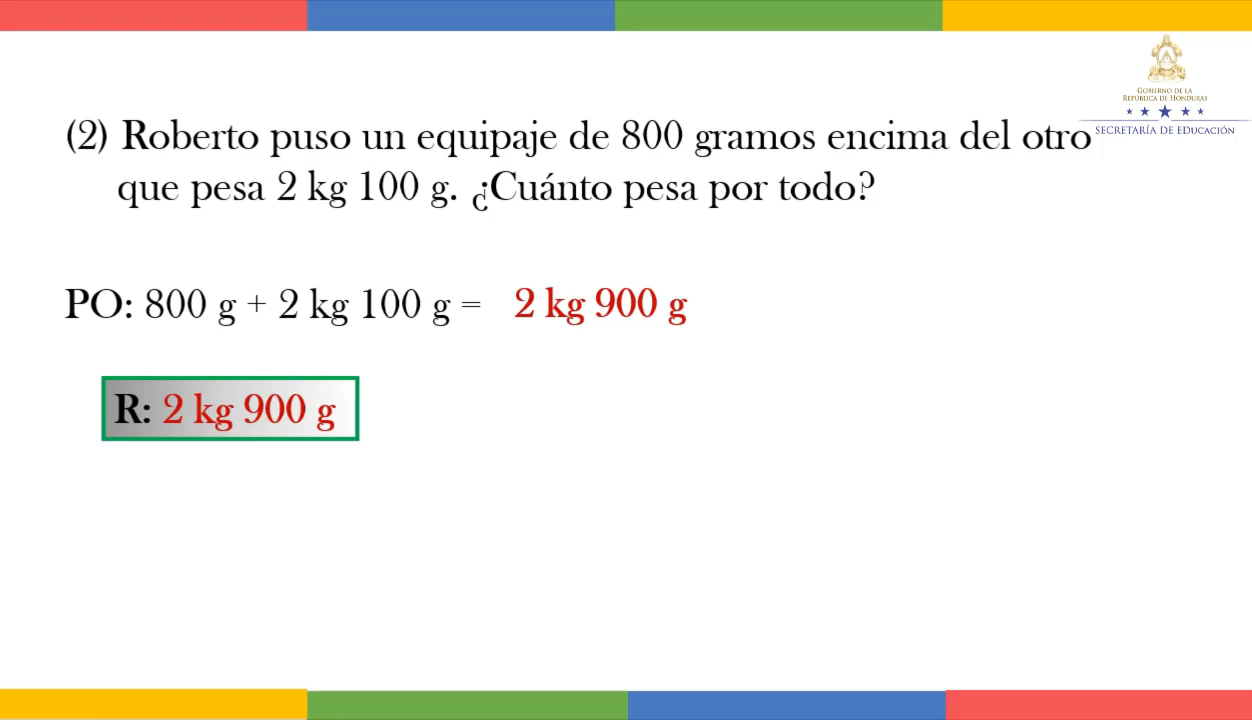 GOBIERNO DE LA
REPÚBLICA DE HONDURAS
SECRETARÍA DE EDUCACIÓN
(2) Roberto puso un equipaje de 800 gramos encima del otro
que pesa 2 kg 100 g. ¿Cuánto pesa por todo?
PO: 800 g + 2 kg 100 g = 2 kg 900 g
R: 2 kg 900 g